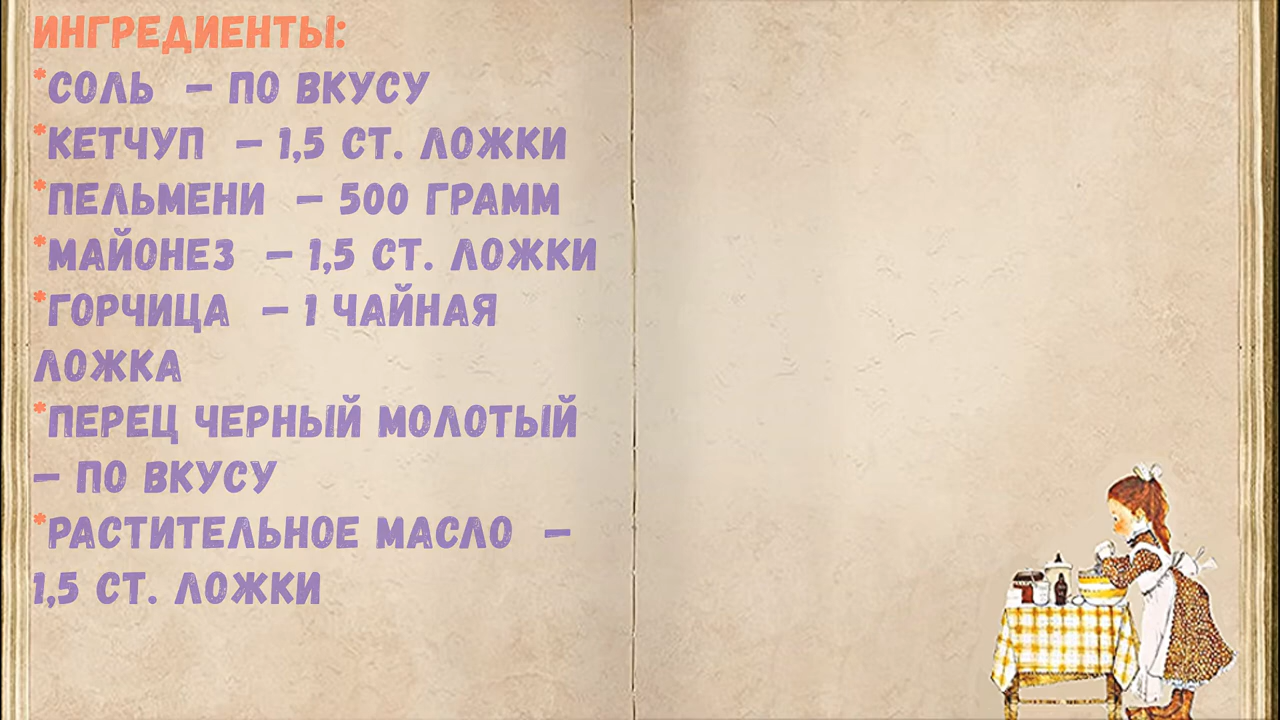 ИНГРЕДИЕНТЫ:
*СОЛЬ – ПО ВКУСУ
*КЕТЧУП – 1,5 СТ. ЛОЖКИ
*ПЕЛЬМЕНИ – 500 ГРАММ
*МАЙОНЕЗ – 1,5 СТ. ЛОЖКИ
*ГОРЧИЦА – 1 ЧАЙНАЯ
ЛОЖКА
*ПЕРЕЦ ЧЕРНЫЙ МОЛОТЫЙ
– ПО ВКУСУ
*РАСТИТЕЛЬНОЕ МАСЛО –
1,5 СТ. ЛОЖКИ